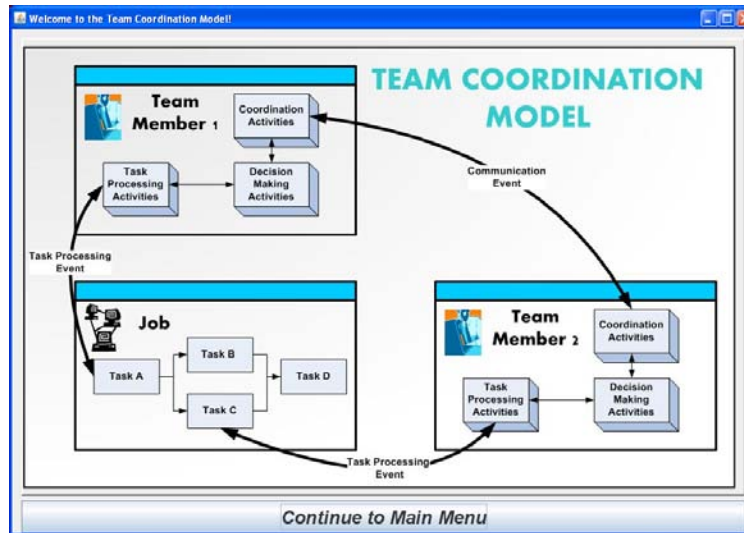 Welcome to the Team Coordination Model!
TEAM COORDINATION
MODEL
Team
Member 1
Coordination
Activities
Task
Processing
Activities
Decision
Making
Activities
Communication
Event
Task Processing
Event
Job
Task A
Task B
Task C
Task D
Team
Member 2
Coordination
Activities
Task
Processing
Activities
Decision
Making
Activities
Task Processing
Event
Continue to Main Menu